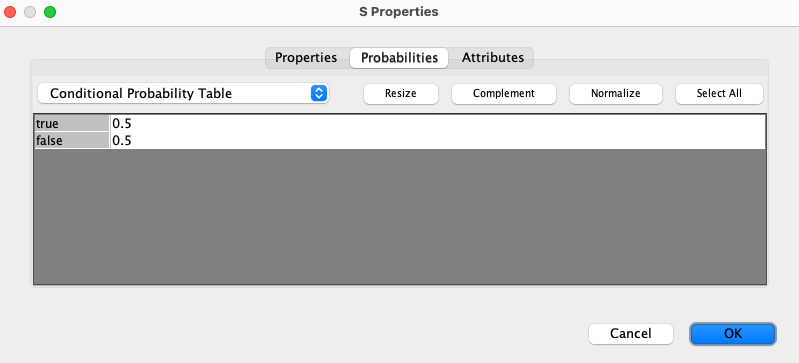 S Properties
Properties Probabilities Attributes
Conditional Probability Table Resize Complement Normalize Select All
true 0.5
false 0.5
Cancel OK